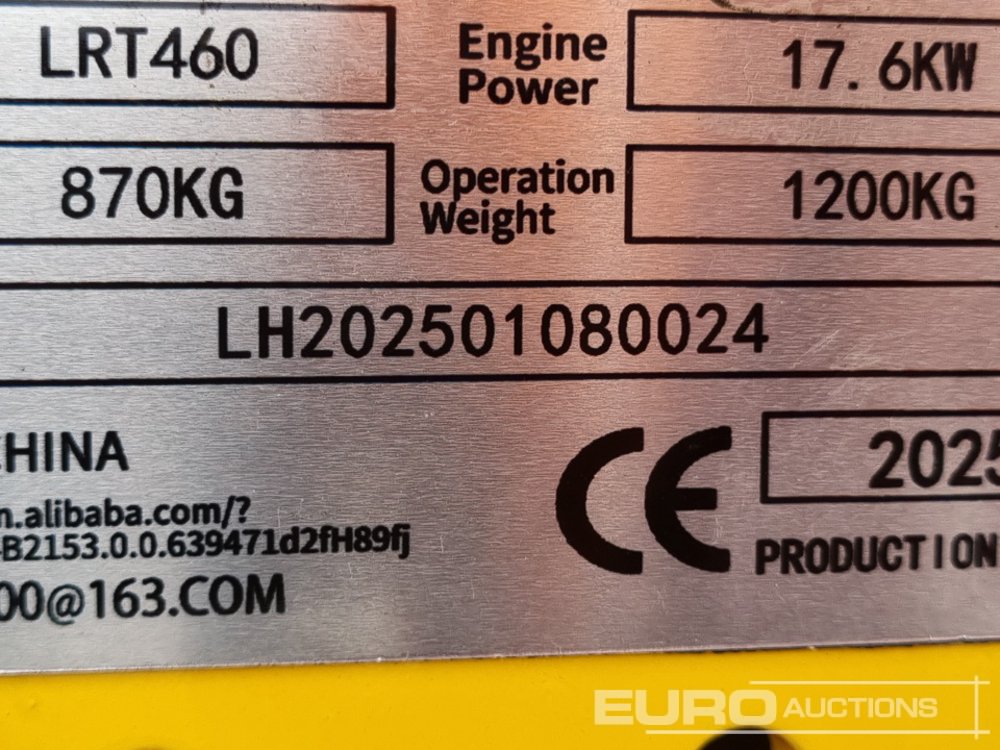 LRT460 Engine Power 17.6KW
870KG Operation Weight 1200KG
LH202501080024
CHINA
n.alibaba.com/?
B2153.0.0.639471d2fH89fj
00@163.COM
CE
2025
PRODUCTION
EURO AUCTIONS